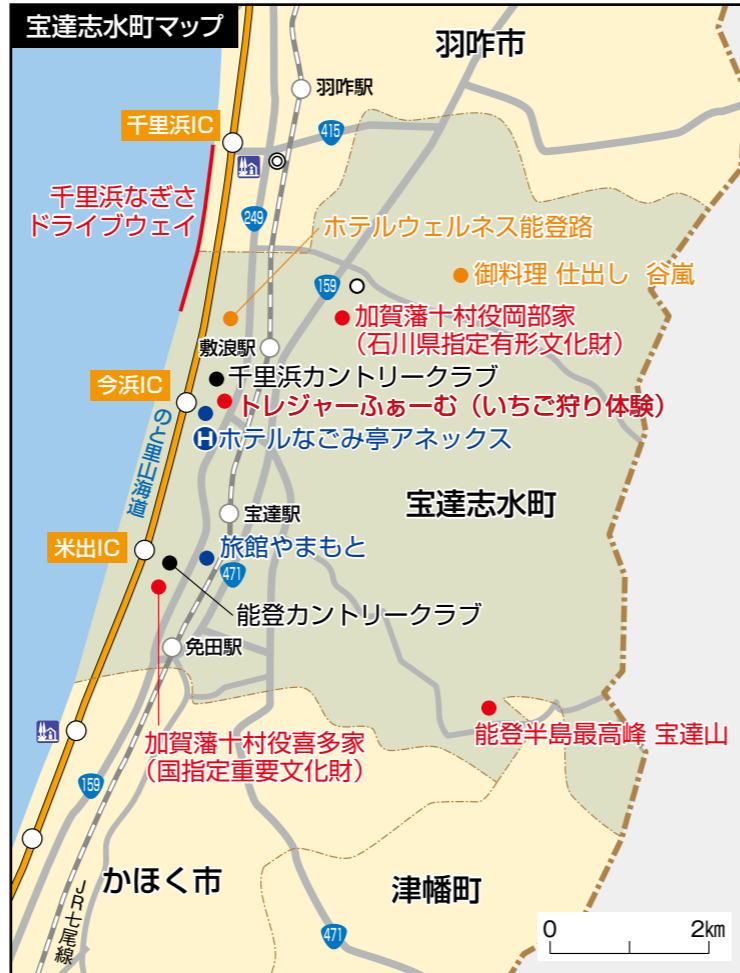 宝達志水町マップ
羽咋市
羽咋駅
千里浜IC
415
千里浜なぎさ
ドライブウェイ
249
ホテルウェルネス能登路
159
御料理 仕出し 谷嵐
加賀藩十村役岡部家
（石川県指定有形文化財）
敷浪駅
千里浜カントリークラブ
今浜IC
トレジャーふぁーむ（いちご狩り体験）
Hホテルなごみ亭アネックス
のと里山海道
宝達志水町
宝達駅
米出IC
旅館やまもと
471
能登カントリークラブ
免田駅
加賀藩十村役喜多家
（国指定重要文化財）
能登半島最高峰 宝達山
159
かほく市
津幡町
JR七尾線
471
0 2km